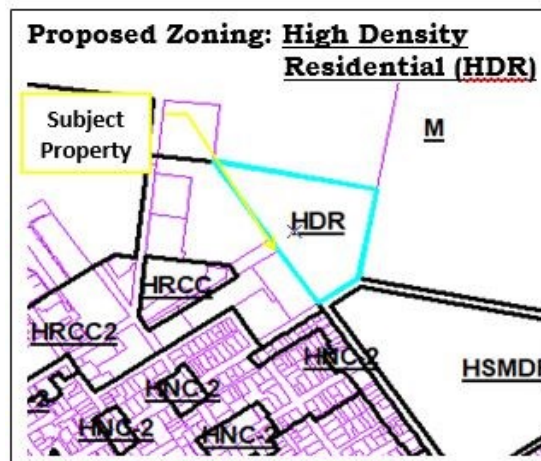 Proposed Zoning: High Density
Residential (HDR)
Subject
Property
M
HDR
HRCC
HRCC2
HNC-2
HSMD
HNC-2
HNC-2
HNC-2